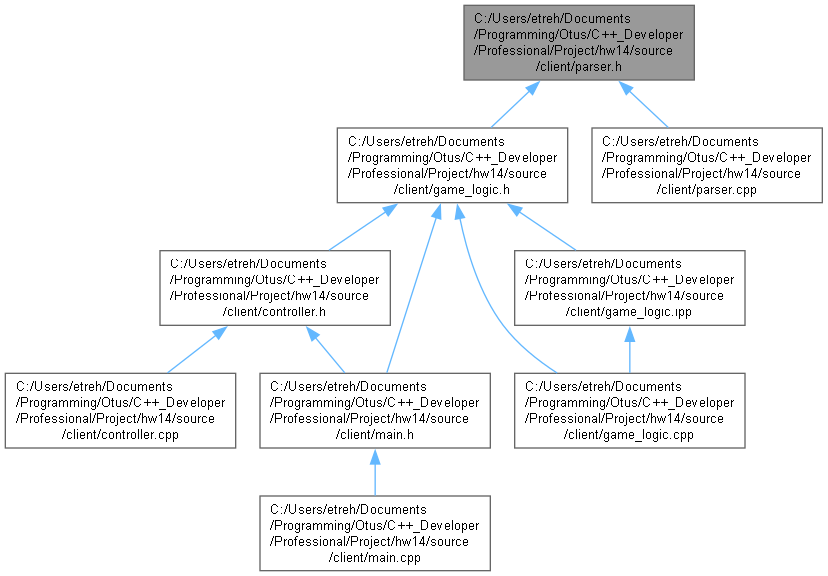 C:/Users/etreh/Documents
/Programming/Otus/C++_Developer
/Professional/Project/hw14/source
/client/parser.h
C:/Users/etreh/Documents
/Programming/Otus/C++_Developer
/Professional/Project/hw14/source
/client/game_logic.h
C:/Users/etreh/Documents
/Programming/Otus/C++_Developer
/Professional/Project/hw14/source
/client/parser.cpp
C:/Users/etreh/Documents
/Programming/Otus/C++_Developer
/Professional/Project/hw14/source
/client/controller.h
C:/Users/etreh/Documents
/Programming/Otus/C++_Developer
/Professional/Project/hw14/source
/client/game_logic.ipp
C:/Users/etreh/Documents
/Programming/Otus/C++_Developer
/Professional/Project/hw14/source
/client/controller.cpp
C:/Users/etreh/Documents
/Programming/Otus/C++_Developer
/Professional/Project/hw14/source
/client/main.h
C:/Users/etreh/Documents
/Programming/Otus/C++_Developer
/Professional/Project/hw14/source
/client/game_logic.cpp
C:/Users/etreh/Documents
/Programming/Otus/C++_Developer
/Professional/Project/hw14/source
/client/main.cpp